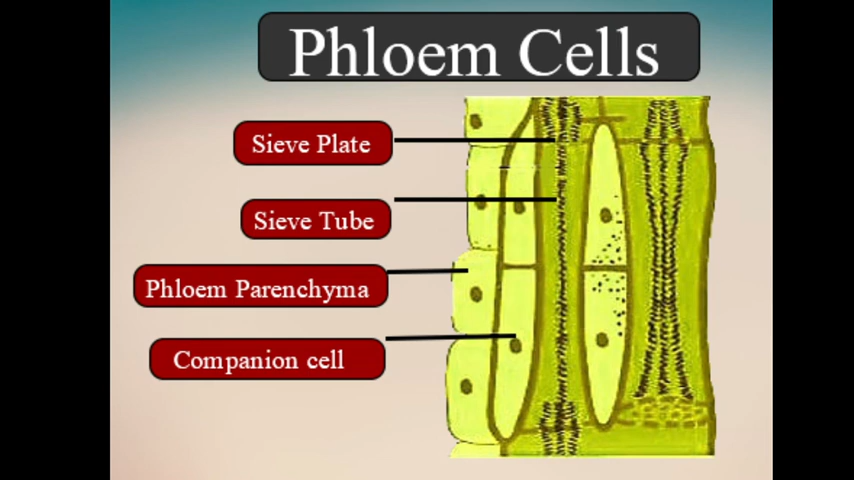 Phloem Cells
Sieve Plate
Sieve Tube
Phloem Parenchyma
Companion cell